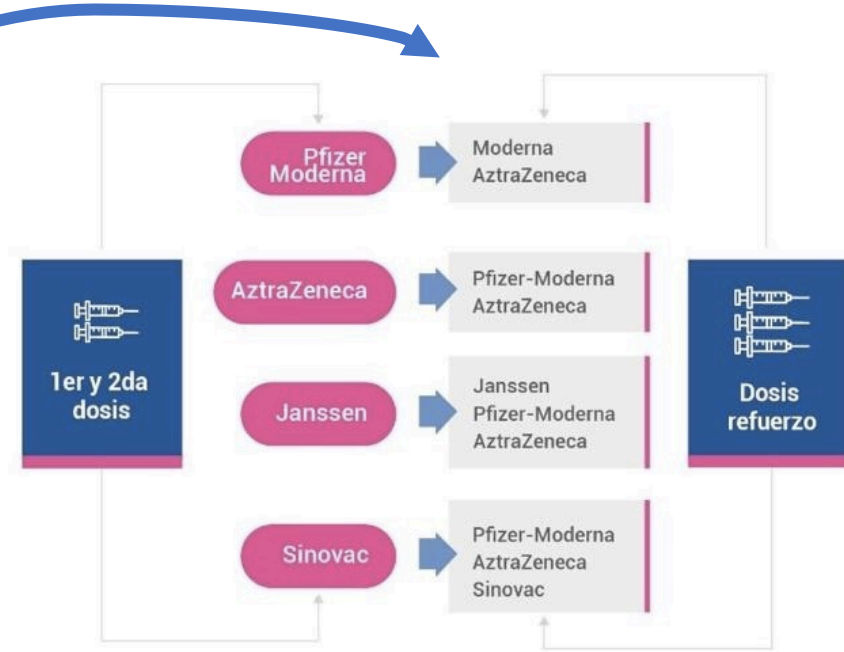 1er y 2da
dosis
Pfizer
Moderna
Moderna
AztraZeneca
AztraZeneca
Pfizer-Moderna
AztraZeneca
Janssen
Janssen
Pfizer-Moderna
AztraZeneca
Sinovac
Pfizer-Moderna
AztraZeneca
Sinovac
Dosis
refuerzo